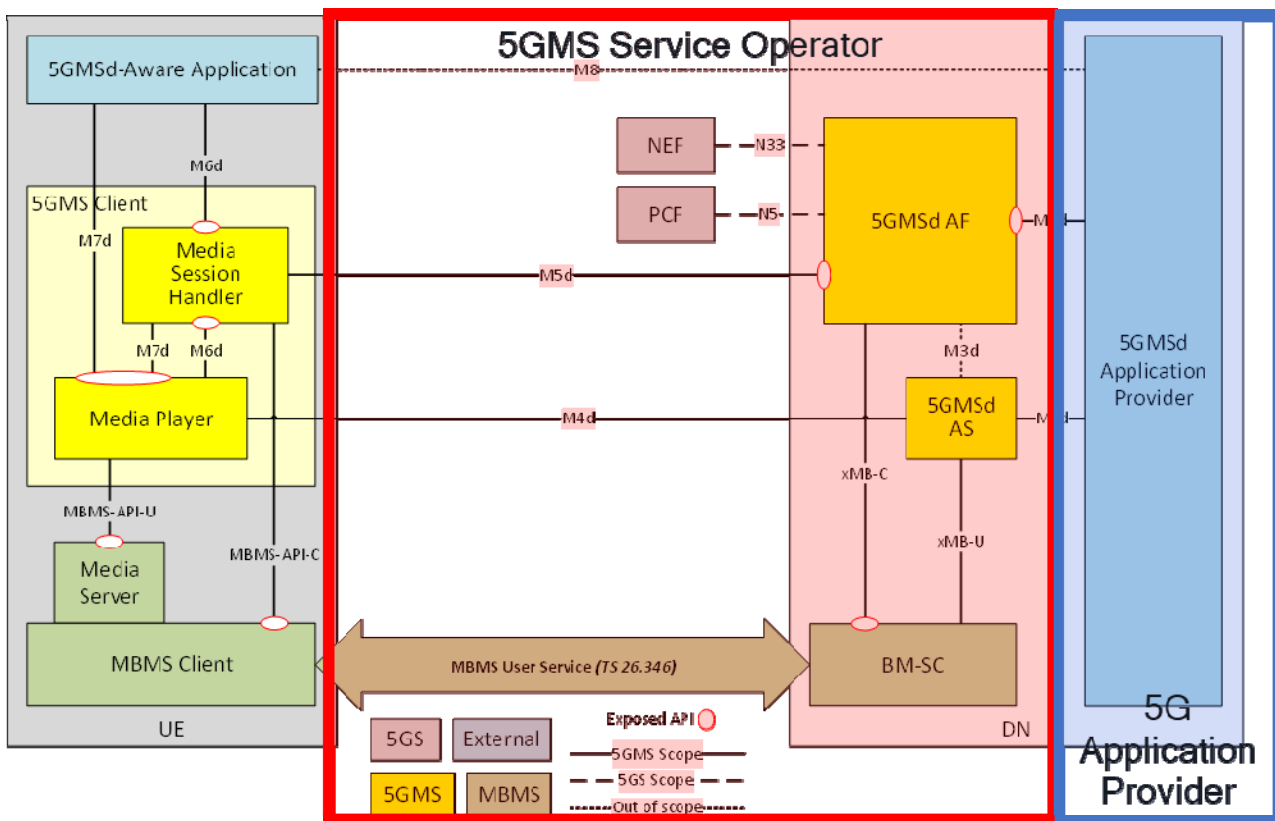 5GMS Service Operator
5GMSd-Aware Application
M8
NEF
N33
M6d
5GMS Client
PCF
N5
5GMSd AF
M7d
Media
Session
Handler
M5d
M7d
M6d
M3d
5GMSd
Application
Provider
Media Player
M4d
5GMSd
AS
xMB-C
MBMS-API-U
xMB-U
MBMS-API-C
Media
Server
MBMS Client
MBMS User Service (TS 26.346)
BM-SC
UE
DN
5GS
External
5GMS
MBMS
Exposed API
5GMS Scope
5GS Scope
Out of scope
5G
Application
Provider